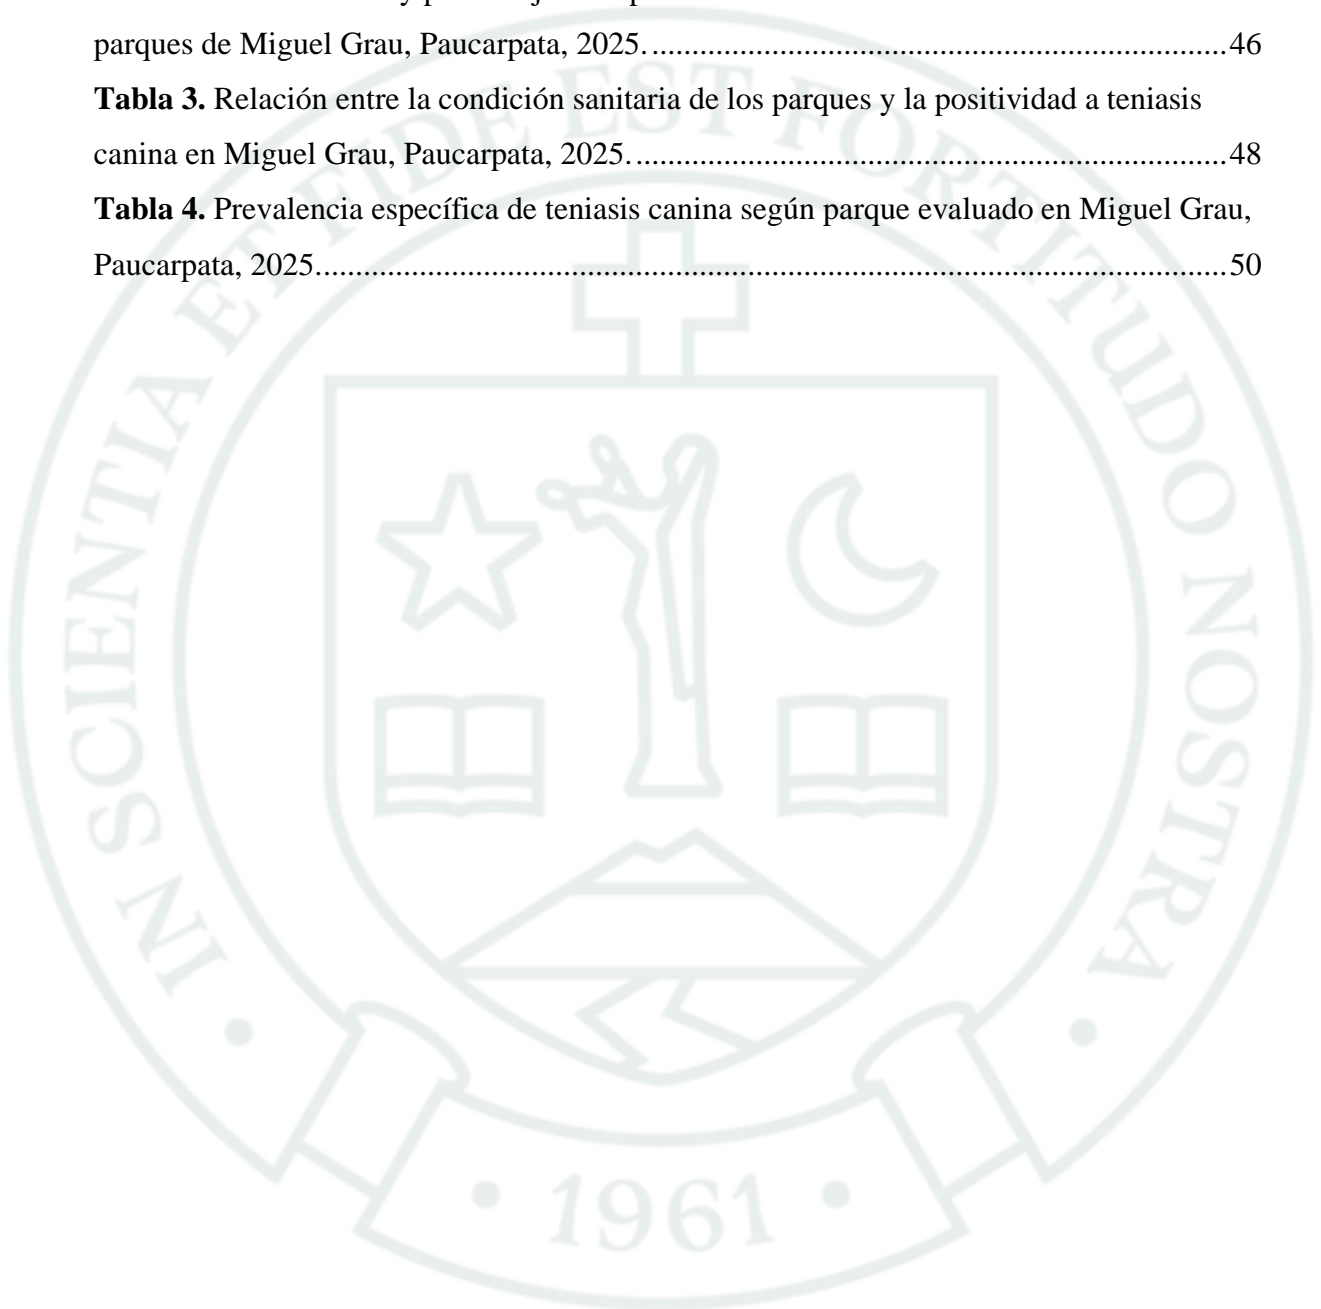 parques de Miguel Grau, Paucarpata, 2025. ........................................................................ 46
Tabla 3. Relación entre la condición sanitaria de los parques y la positividad a teniasis
canina en Miguel Grau, Paucarpata, 2025. .......................................................................... 48
Tabla 4. Prevalencia específica de teniasis canina según parque evaluado en Miguel Grau,
Paucarpata, 2025................................................................................................................. 50
IN SCIENTIA ET FIDE EST FORTITUDO NOSTRA
• 1961 •